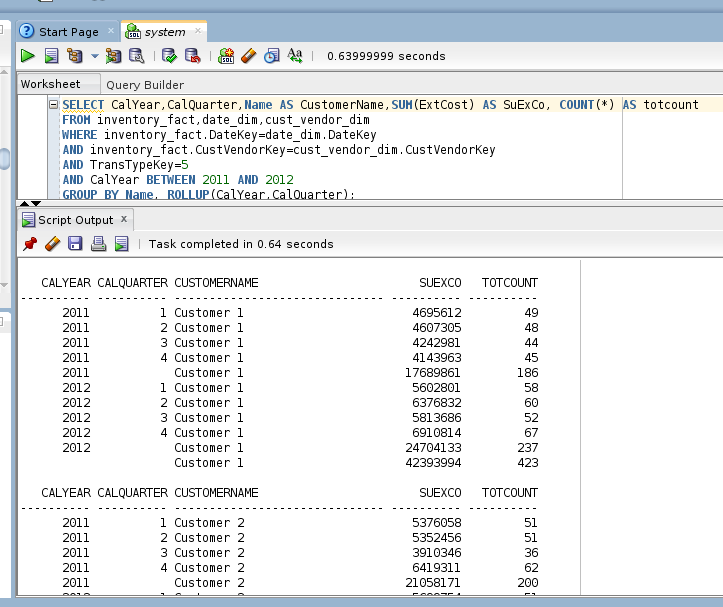 Start Page
system
0.63999999 seconds
Worksheet
Query Builder
SELECT CalYear,CalQuarter,Name AS CustomerName,SUM(ExtCost) AS SuExCo, COUNT(*) AS totcount
FROM inventory_fact,date_dim,cust_vendor_dim
WHERE inventory_fact.DateKey=date_dim.DateKey
AND inventory_fact.CustVendorKey=cust_vendor_dim.CustVendorKey
AND TransTypeKey=5
AND CalYear BETWEEN 2011 AND 2012
GROUP BY Name, ROLLUP(CalYear,CalQuarter);
Script Output x
Task completed in 0.64 seconds
CALYEAR CALQUARTER CUSTOMERNAME SUEXCO TOTCOUNT
---------- ---------- ------------------------------ ---------- ----------
2011 1 Customer 1 4695612 49
2011 2 Customer 1 4607305 48
2011 3 Customer 1 4242981 44
2011 4 Customer 1 4143963 45
2011 Customer 1 17689861 186
2012 1 Customer 1 5602801 58
2012 2 Customer 1 6376832 60
2012 3 Customer 1 5813686 52
2012 4 Customer 1 6910814 67
2012 Customer 1 24704133 237
Customer 1 42393994 423
CALYEAR CALQUARTER CUSTOMERNAME SUEXCO TOTCOUNT
---------- ---------- ------------------------------ ---------- ----------
2011 1 Customer 2 5376058 51
2011 2 Customer 2 5352456 51
2011 3 Customer 2 3910346 36
2011 4 Customer 2 6419311 62
2011 Customer 2 21058171 200